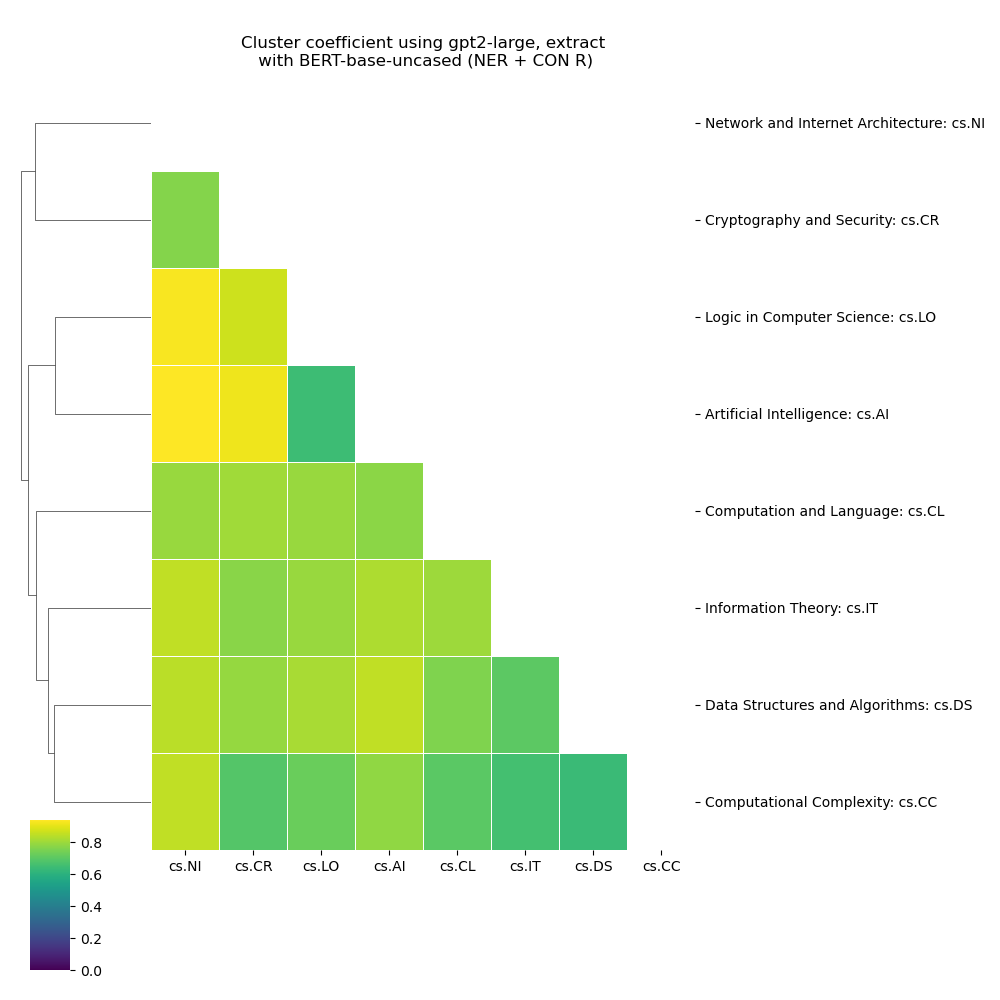 Cluster coefficient using gpt2-large, extract
with BERT-base-uncased (NER + CON R)
Network and Internet Architecture: cs.NI
Cryptography and Security: cs.CR
Logic in Computer Science: cs.LO
Artificial Intelligence: cs.AI
Computation and Language: cs.CL
Information Theory: cs.IT
Data Structures and Algorithms: cs.DS
Computational Complexity: cs.CC
cs.NI cs.CR cs.LO cs.AI cs.CL cs.IT cs.DS cs.CC
0.8
0.6
0.4
0.2
0.0